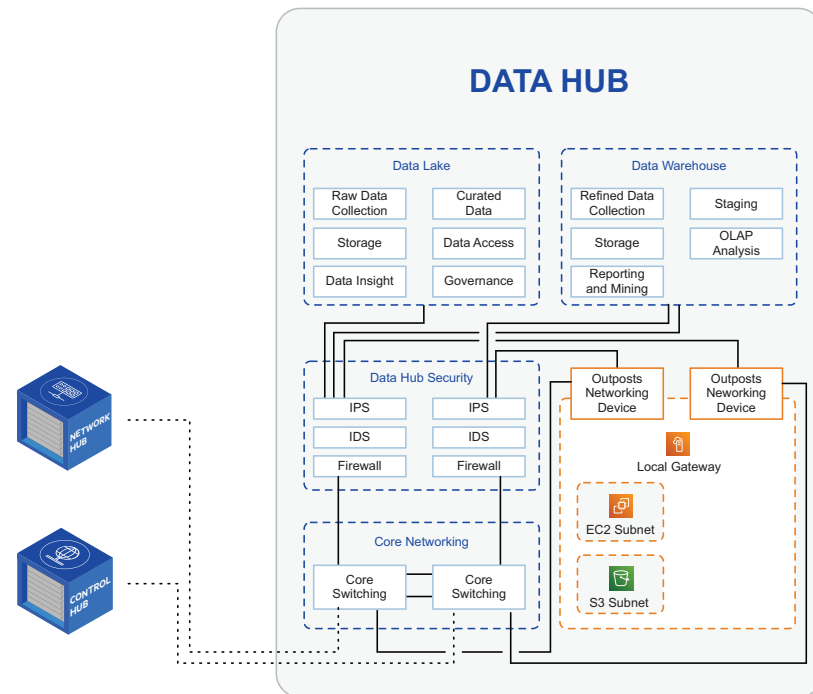 DATA HUB
Data Lake
Raw Data
Collection
Curated
Data
Storage
Data Access
Data Insight
Governance
Data Warehouse
Refined Data
Collection
Staging
Storage
OLAP
Analysis
Reporting
and Mining
Data Hub Security
IPS
IPS
IDS
IDS
Firewall
Firewall
Outposts
Networking
Device
Outposts
Neworking
Device
Local Gateway
EC2 Subnet
S3 Subnet
Core Networking
Core
Switching
Core
Switching
NETWORK
HUB
CONTROL
HUB